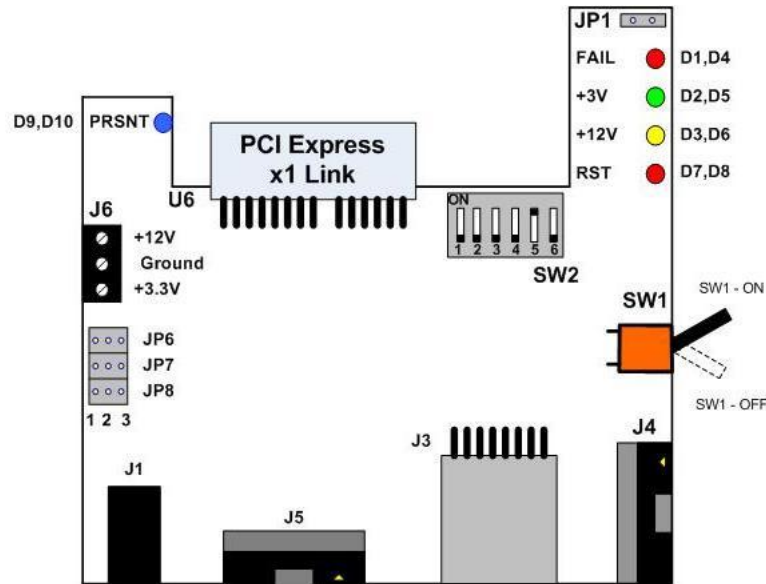 JP1
FAIL D1,D4
+3V D2,D5
D9,D10 PRSNT
+12V D3,D6
PCI Express
x1 Link
RST D7,D8
U6
J6
ON
1 2 3 4 5 6
+12V
Ground
+3.3V
SW2
SW1
SW1 - ON
JP6
JP7
JP8
1 2 3
SW1 - OFF
J3
J4
J1
J5